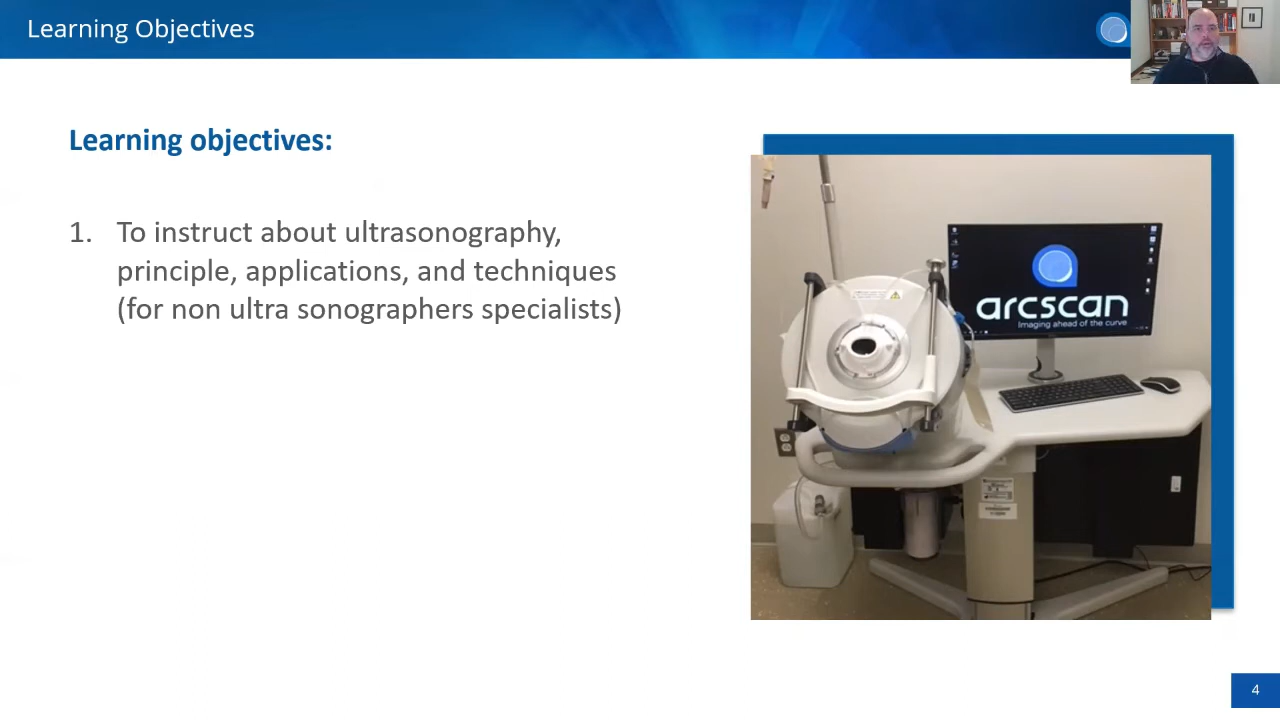 Learning Objectives
Learning objectives:
1. To instruct about ultrasonography,
principle, applications, and techniques
(for non ultra sonographers specialists)
arcscan
Imaging ahead of the curve
4